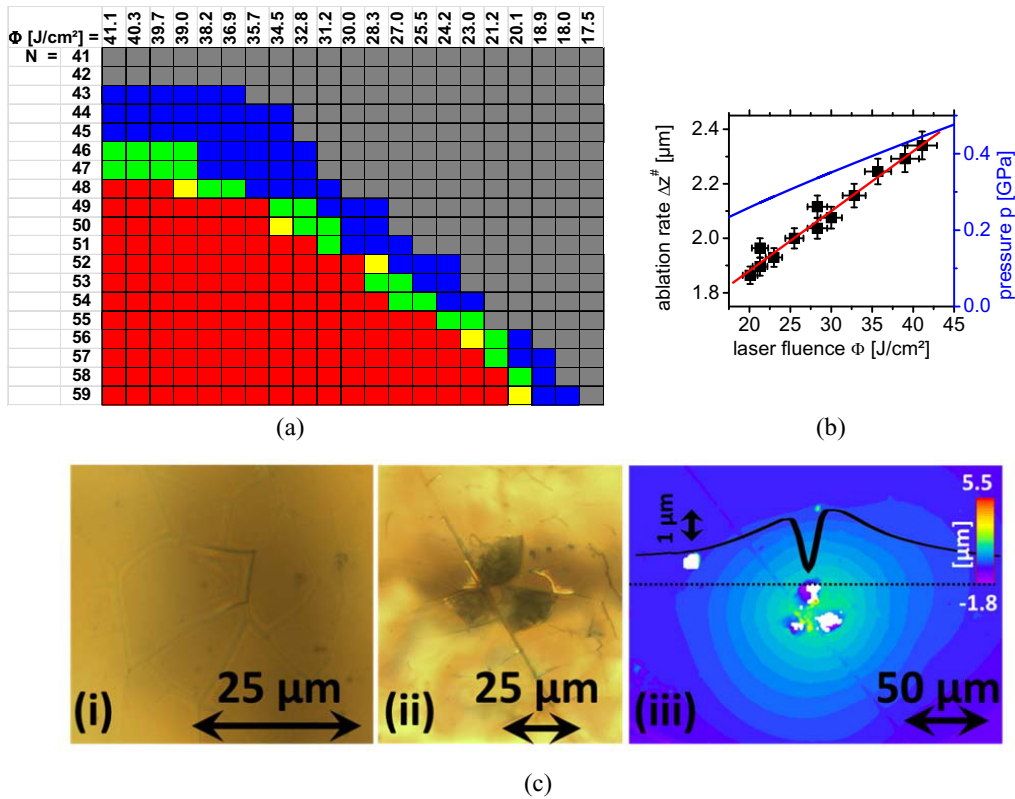 Φ [J/cm²] = 41.1 40.3 39.7 39.0 38.2 36.9 35.7 34.5 32.8 31.2 30.0 28.3 27.0 25.5 24.2 23.0 21.2 20.1 18.9 18.0 17.5
N = 41
42
43
44
45
46
47
48
49
50
51
52
53
54
55
56
57
58
59
(a)
ablation rate Δz# [µm]
2.4
2.2
2.0
1.8
pressure p [GPa]
0.4
0.2
0.0
20 25 30 35 40 45
laser fluence Φ [J/cm²]
(b)
(i)
25 µm
(ii)
25 µm
1 µm
5.5
[µm]
-1.8
(iii)
50 µm
(c)